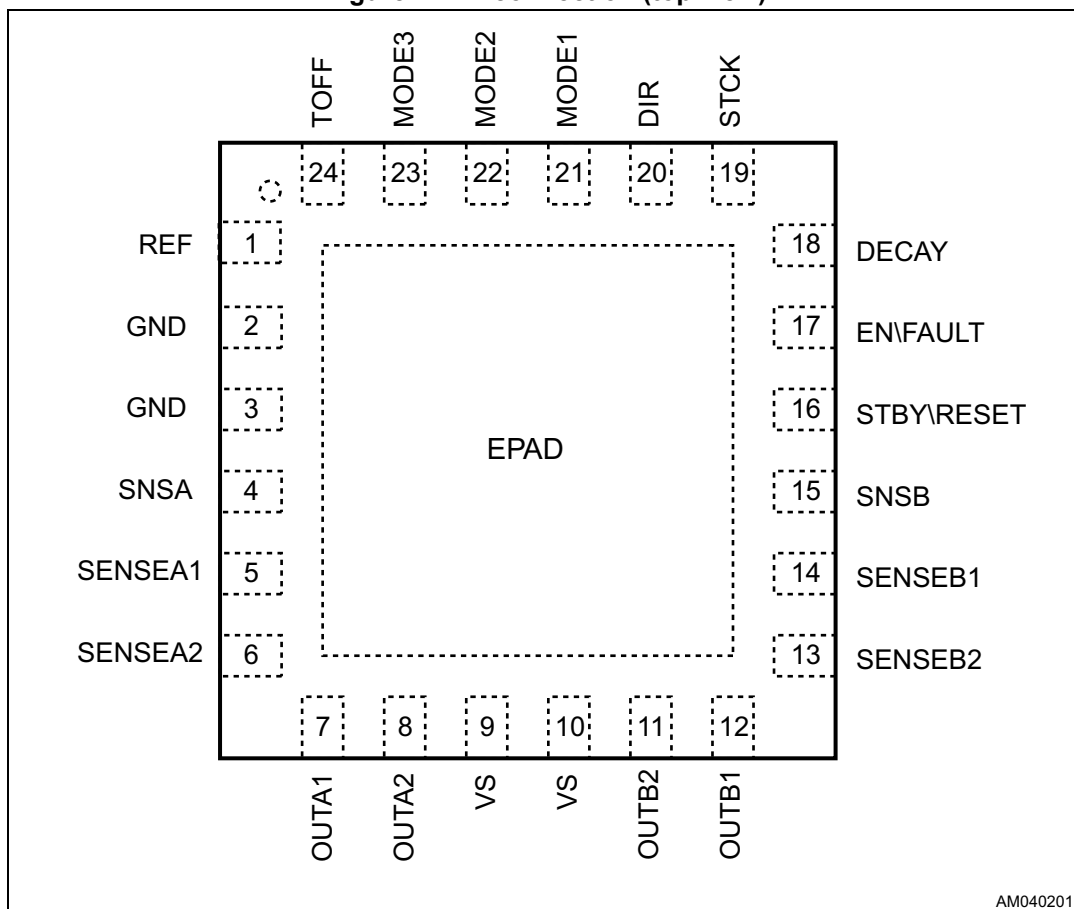 TOFF MODE3 MODE2 MODE1 DIR STCK
24 23 22 21 20 19
REF 1 18 DECAY
GND 2 17 EN\FAULT
GND 3 16 STBY\RESET
EPAD
SNSA 4 15 SNSB
SENSEA1 5 14 SENSEB1
SENSEA2 6 13 SENSEB2
7 8 9 10 11 12
OUTA1 OUTA2 VS VS OUTB2 OUTB1
AM040201